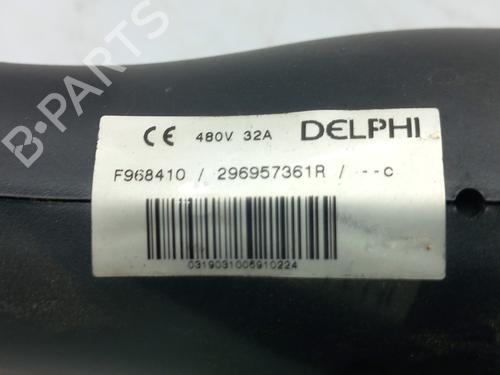 B-PARTS
CE 480V 32A DELPHI
F968410 / 296957361R / --C
0319031006910224